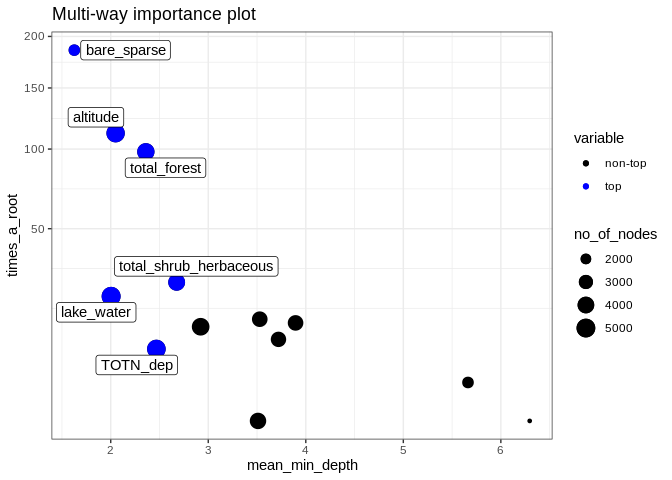 Multi-way importance plot
times_a_root
200
150
100
50
bare_sparse
altitude
total_forest
total_shrub_herbaceous
lake_water
TOTN_dep
2 3 4 5 6
mean_min_depth
variable
non-top
top
no_of_nodes
2000
3000
4000
5000